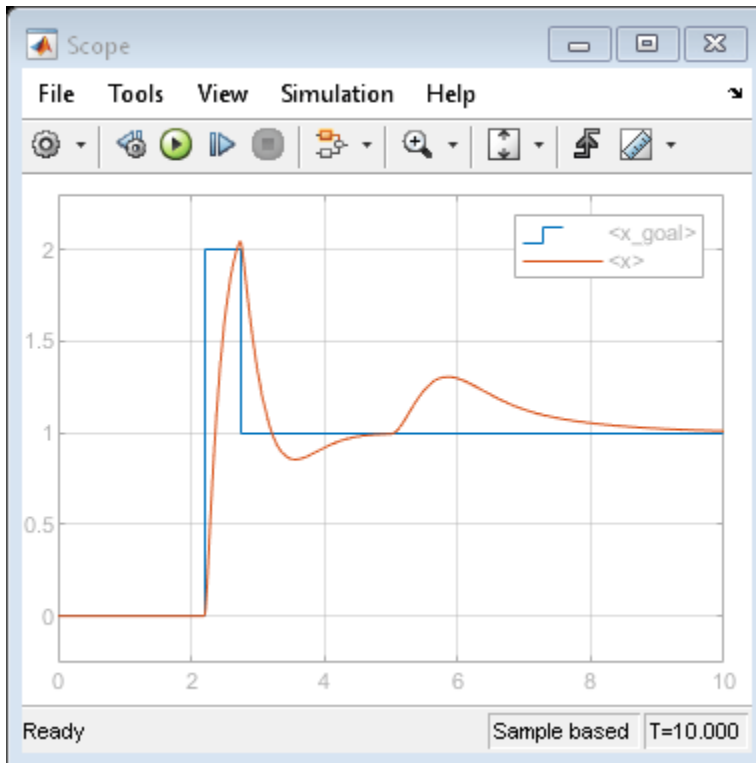 Scope
File Tools View Simulation Help
<x_goal>
<x>
2
1.5
1
0.5
0
0 2 4 6 8 10
Ready Sample based T=10.000